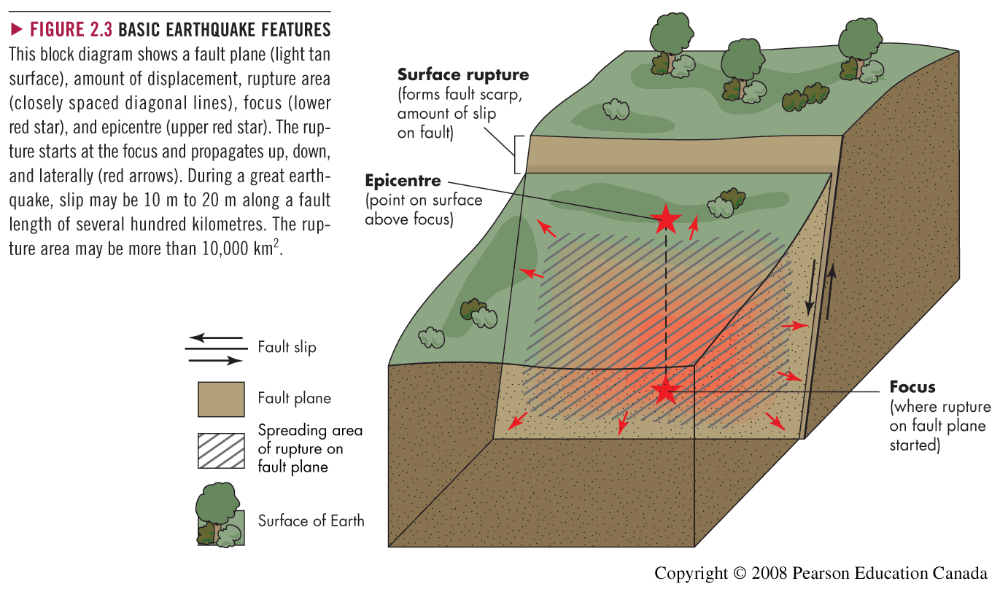 ▶ FIGURE 2.3 BASIC EARTHQUAKE FEATURES
This block diagram shows a fault plane (light tan
surface), amount of displacement, rupture area
(closely spaced diagonal lines), focus (lower
red star), and epicentre (upper red star). The rup-
ture starts at the focus and propagates up, down,
and laterally (red arrows). During a great earth-
quake, slip may be 10 m to 20 m along a fault
length of several hundred kilometres. The rup-
ture area may be more than 10,000 km².
Surface rupture
(forms fault scarp,
amount of slip
on fault)
Epicentre
(point on surface
above focus)
Focus
(where rupture
on fault plane
started)
Fault slip
Fault plane
Spreading area
of rupture on
fault plane
Surface of Earth
Copyright © 2008 Pearson Education Canada